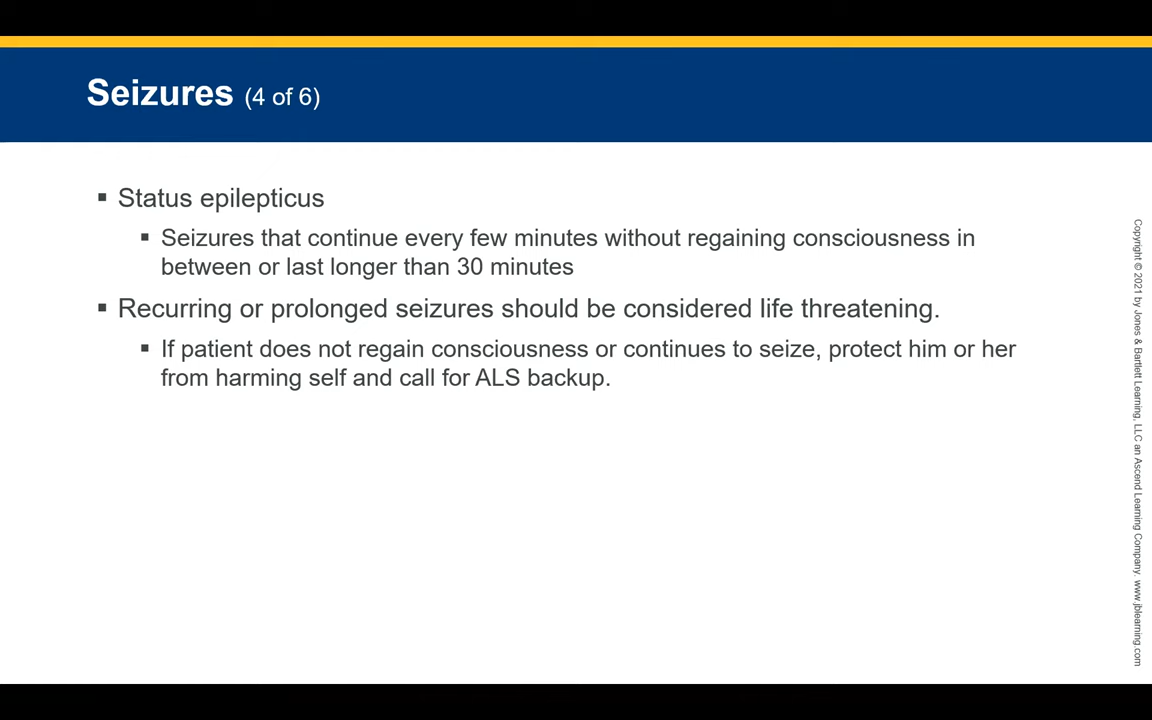 Seizures (4 of 6)
▪ Status epilepticus
▪ Seizures that continue every few minutes without regaining consciousness in
between or last longer than 30 minutes
▪ Recurring or prolonged seizures should be considered life threatening.
▪ If patient does not regain consciousness or continues to seize, protect him or her
from harming self and call for ALS backup.
Copyright © 2021 by Jones & Bartlett Learning, LLC an Ascend Learning Company. www.jblearning.com